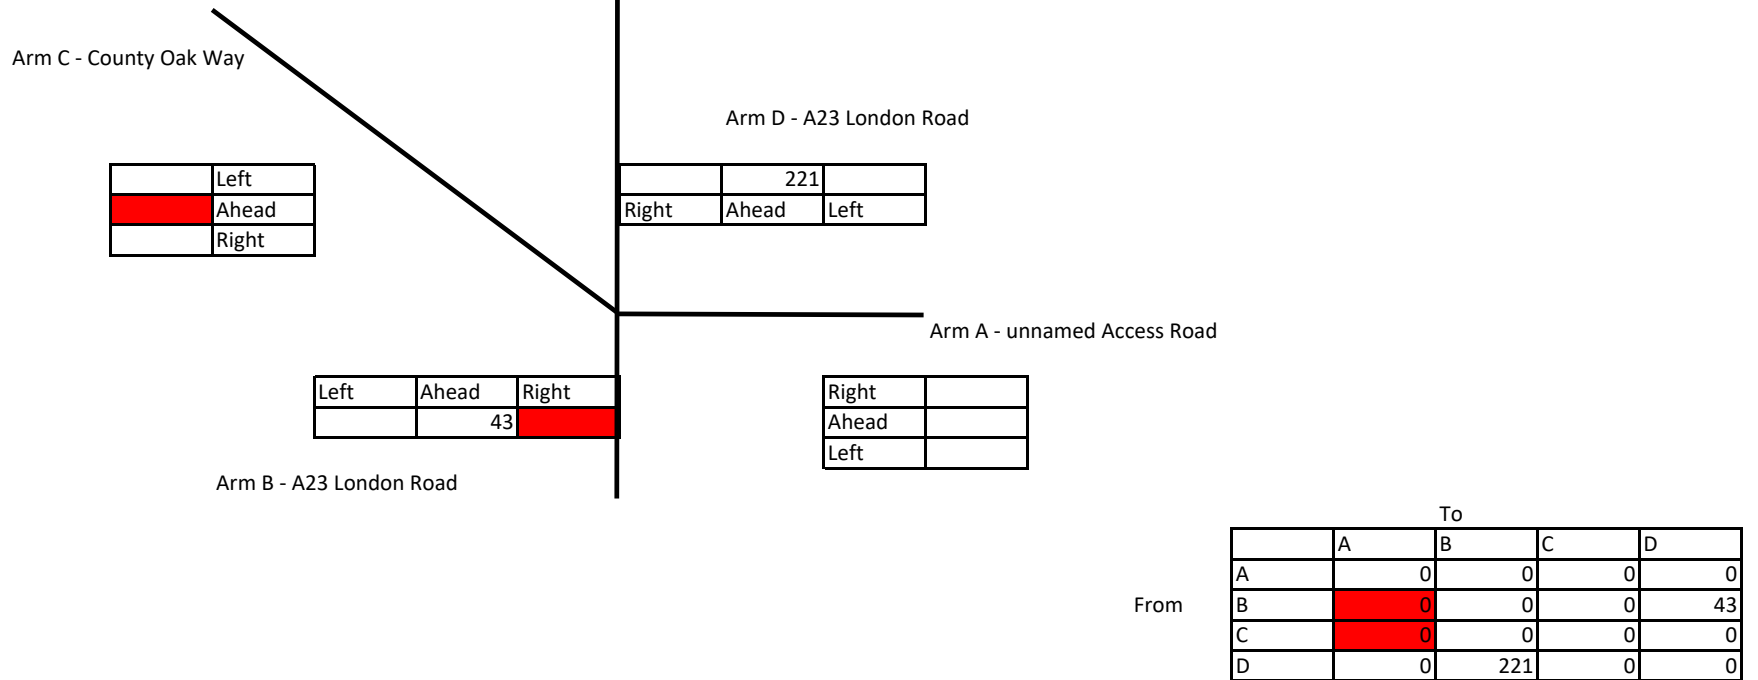 Arm C - County Oak Way
Arm D - A23 London Road
Left
Ahead
Right
221
Right Ahead Left
Arm A - unnamed Access Road
Left Ahead Right
43
Right
Ahead
Left
Arm B - A23 London Road
To
A B C D
A 0 0 0 0
From
B 0 0 0 43
C 0 0 0 0
D 0 221 0 0